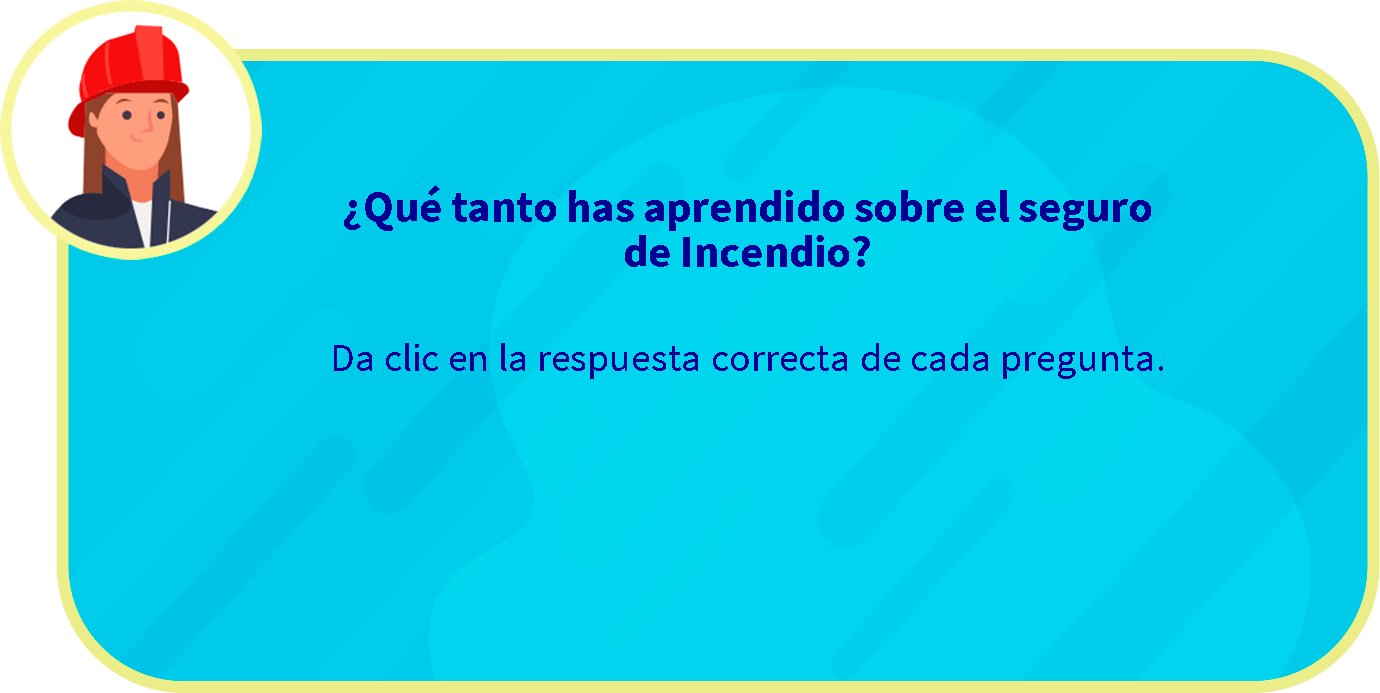 ¿Qué tanto has aprendido sobre el seguro
de Incendio?
Da clic en la respuesta correcta de cada pregunta.